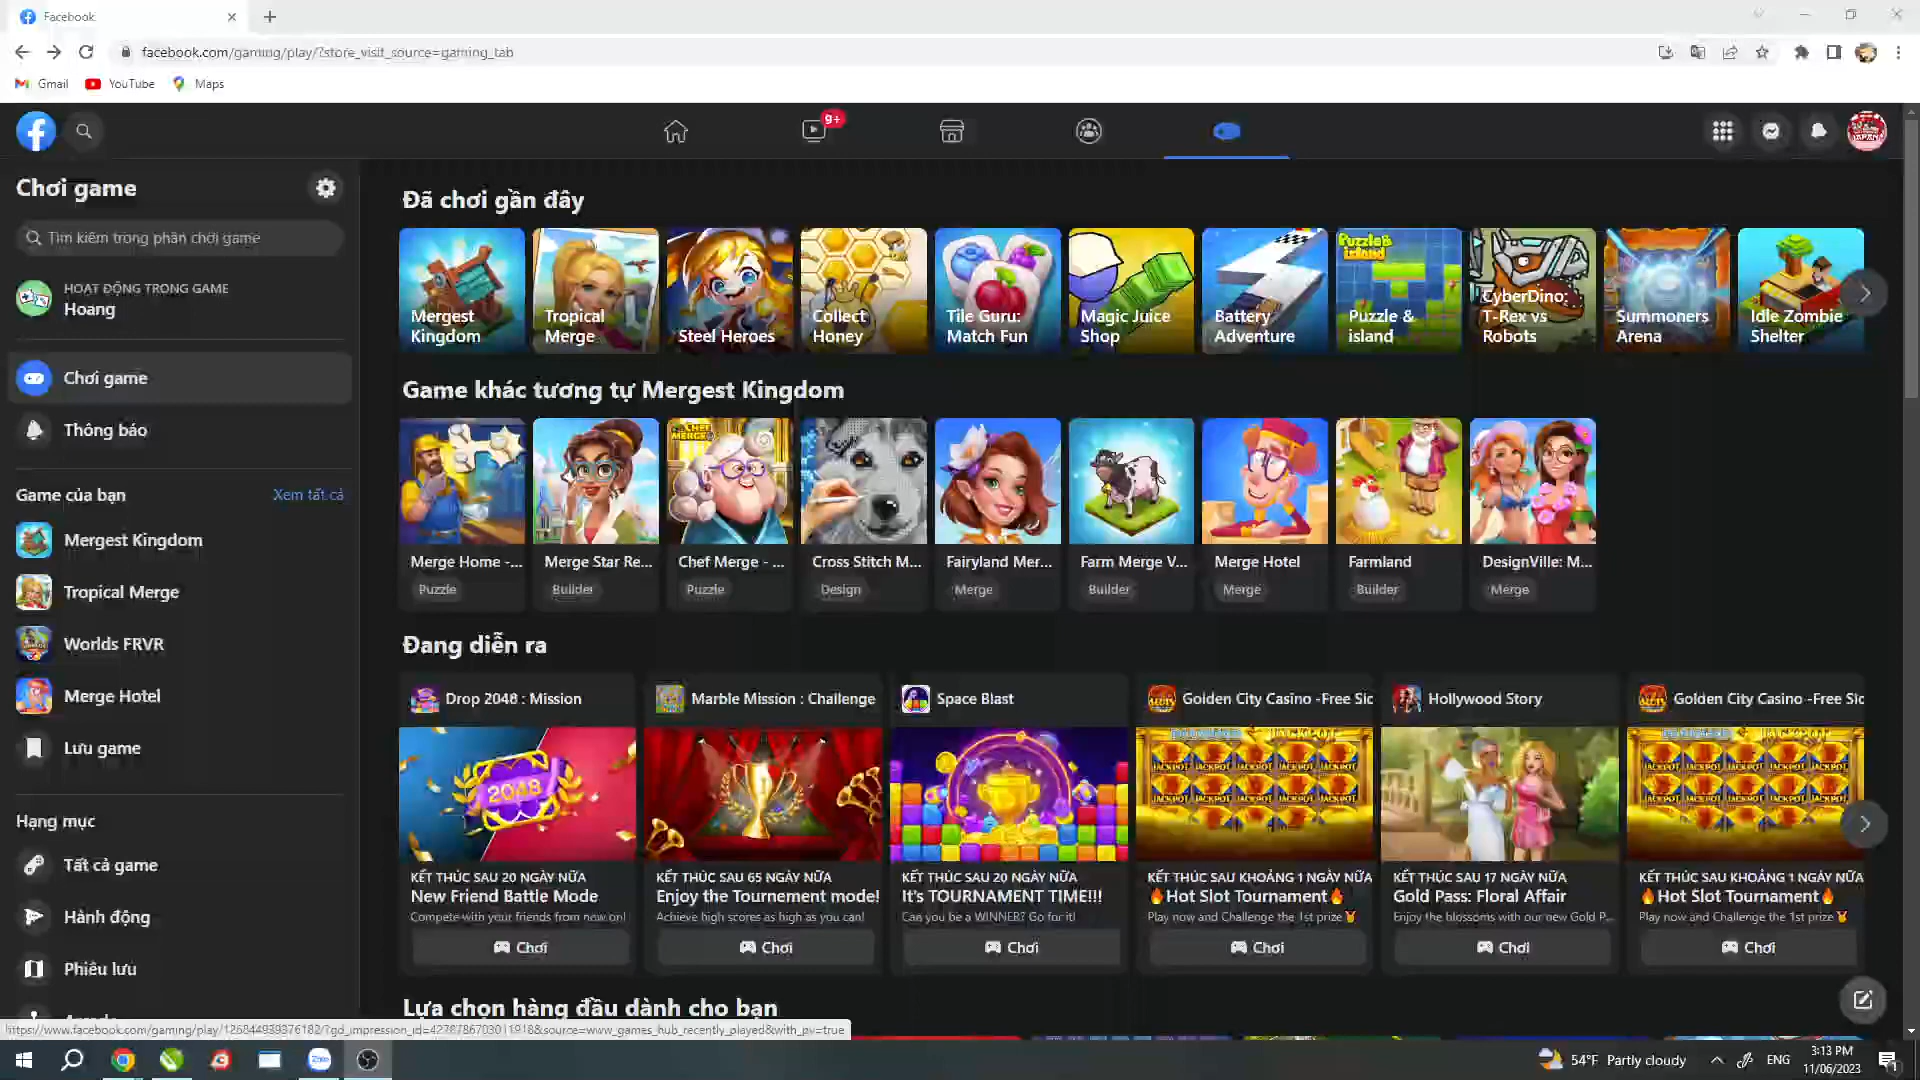 Facebook
facebook.com/gaming/play/?store_visit_source=gaming_tab
Gmail
YouTube
Maps
9+
Chơi game
Tìm kiếm trong phần chơi game
HOẠT ĐỘNG TRONG GAME
Hoang
Chơi game
Thông báo
Game của bạn
Xem tất cả
Mergest Kingdom
Tropical Merge
Worlds FRVR
Merge Hotel
Lưu game
Hạng mục
Tất cả game
Hành động
Phiêu lưu
Đã chơi gần đây
Mergest
Kingdom
Tropical
Merge
Steel Heroes
Collect
Honey
Tile Guru:
Match Fun
Magic Juice
Shop
Battery
Adventure
Puzzle &
island
CyberDino:
T-Rex vs
Robots
Summoners
Arena
Idle Zombie
Shelter
Game khác tương tự Mergest Kingdom
Merge Home -...
Puzzle
Merge Star Re...
Builder
Chef Merge - ...
Puzzle
Cross Stitch M...
Design
Fairyland Mer...
Merge
Farm Merge V...
Builder
Merge Hotel
Merge
Farmland
Builder
DesignVille: M...
Merge
Đang diễn ra
Drop 2048 : Mission
2048
KẾT THÚC SAU 20 NGÀY NỮA
New Friend Battle Mode
Compete with your friends from now on!
Chơi
Marble Mission : Challenge
KẾT THÚC SAU 65 NGÀY NỮA
Enjoy the Tournement mode!
Achieve high scores as high as you can!
Chơi
Space Blast
KẾT THÚC SAU 20 NGÀY NỮA
It's TOURNAMENT TIME!!!
Can you be a WINNER? Go for it!
Chơi
Golden City Casino -Free Slo
KẾT THÚC SAU KHOẢNG 1 NGÀY NỮA
🔥Hot Slot Tournament🔥
Play now and Challenge the 1st prize🏅
Chơi
Hollywood Story
KẾT THÚC SAU 17 NGÀY NỮA
Gold Pass: Floral Affair
Enjoy the blossoms with our new Gold P...
Chơi
Golden City Casino -Free Slo
KẾT THÚC SAU KHOẢNG 1 NGÀY NỮA
🔥Hot Slot Tournament🔥
Play now and Challenge the 1st prize🏅
Chơi
Lựa chọn hàng đầu dành cho bạn
54°F Partly cloudy
ENG
3:13 PM
11/06/2023